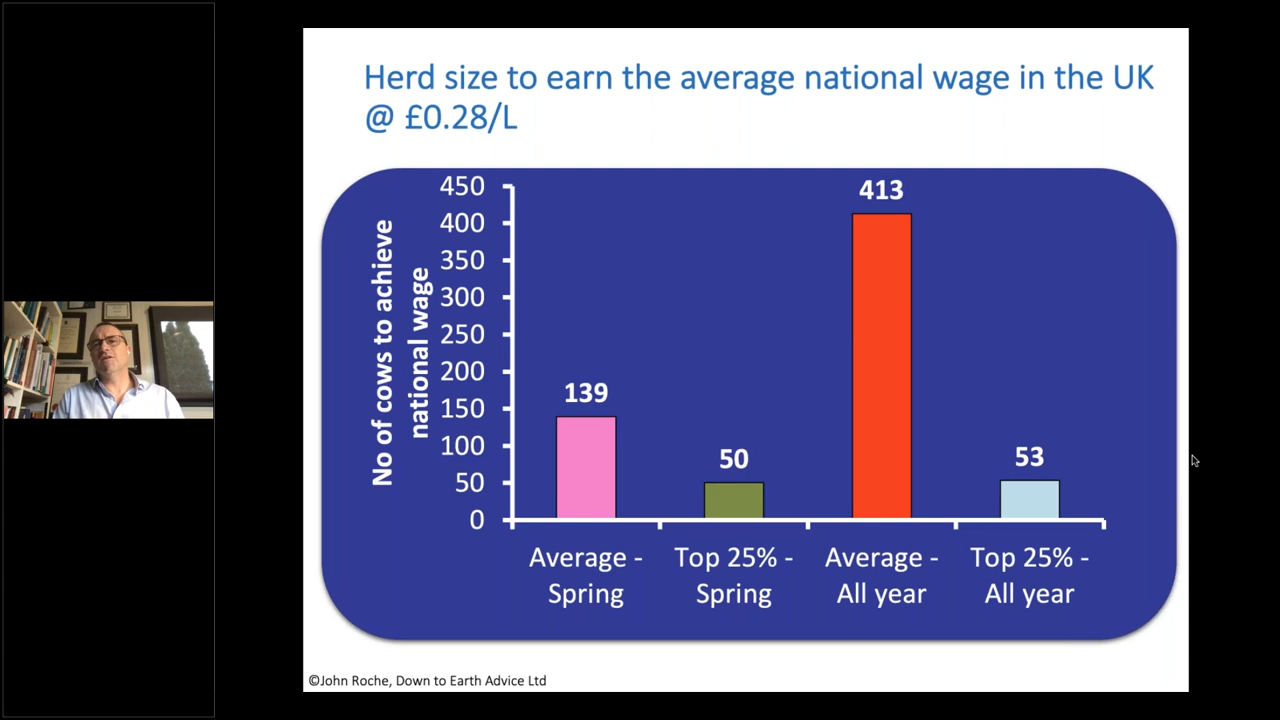 Herd size to earn the average national wage in the UK
@ £0.28/L
No of cows to achieve
national wage
450
400
350
300
250
200
150
100
50
0
139
50
413
53
Average -
Spring
Top 25% -
Spring
Average -
All year
Top 25% -
All year
©John Roche, Down to Earth Advice Ltd